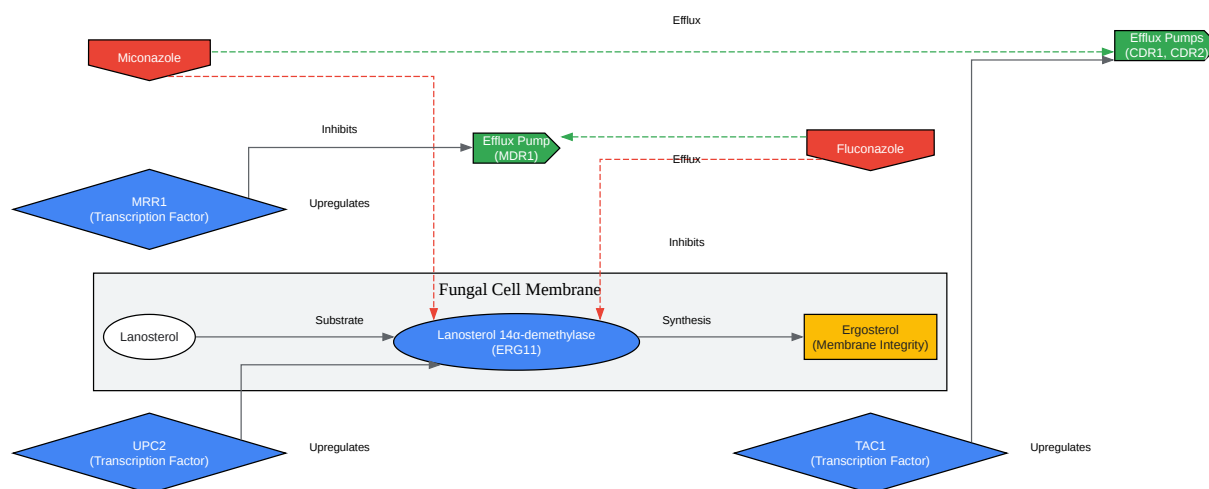 Efflux
Efflux Pumps
(CDR1, CDR2)
Miconazole
Inhibits
Efflux Pump
(MDR1)
Fluconazole
Efflux
MRR1
(Transcription Factor)
Upregulates
Inhibits
Fungal Cell Membrane
Lanosterol
Substrate
Lanosterol 14α-demethylase
(ERG11)
Synthesis
Ergosterol
(Membrane Integrity)
UPC2
(Transcription Factor)
Upregulates
TAC1
(Transcription Factor)
Upregulates